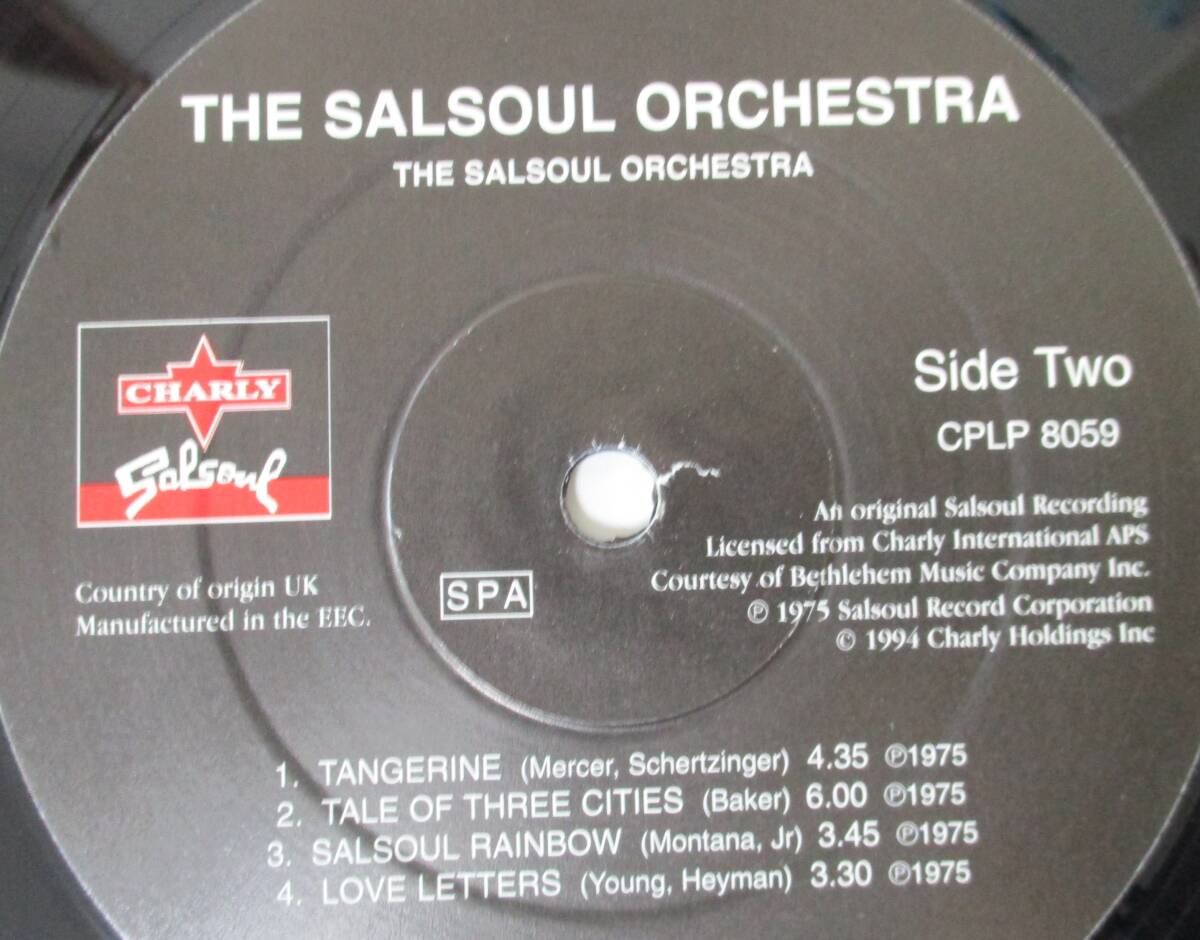 THE SALSOUL ORCHESTRA
THE SALSOUL ORCHESTRA
CHARLY
Salsoul
Side Two
CPLP 8059
An original Salsoul Recording
Licensed from Charly International APS
Courtesy of Bethlehem Music Company Inc.
℗ 1975 Salsoul Record Corporation
© 1994 Charly Holdings Inc
Country of origin UK
Manufactured in the EEC.
SPA
1. TANGERINE (Mercer, Schertzinger) 4.35 ℗1975
2. TALE OF THREE CITIES (Baker) 6.00 ℗1975
3. SALSOUL RAINBOW (Montana, Jr) 3.45 ℗1975
4. LOVE LETTERS (Young, Heyman) 3.30 ℗1975